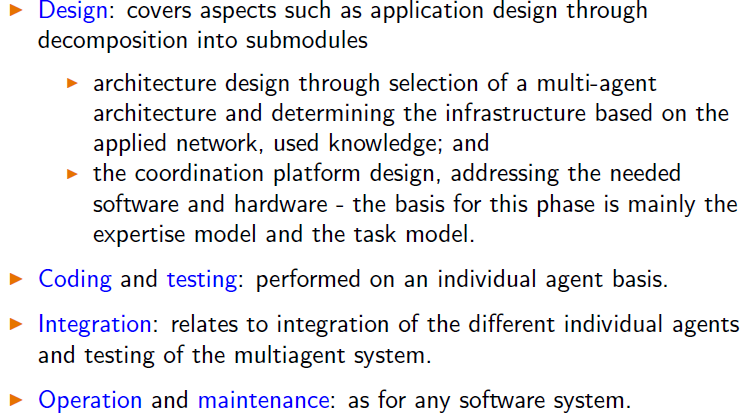 Design: covers aspects such as application design through
decomposition into submodules
architecture design through selection of a multi-agent
architecture and determining the infrastructure based on the
applied network, used knowledge; and
the coordination platform design, addressing the needed
software and hardware - the basis for this phase is mainly the
expertise model and the task model.
Coding and testing: performed on an individual agent basis.
Integration: relates to integration of the different individual agents
and testing of the multiagent system.
Operation and maintenance: as for any software system.